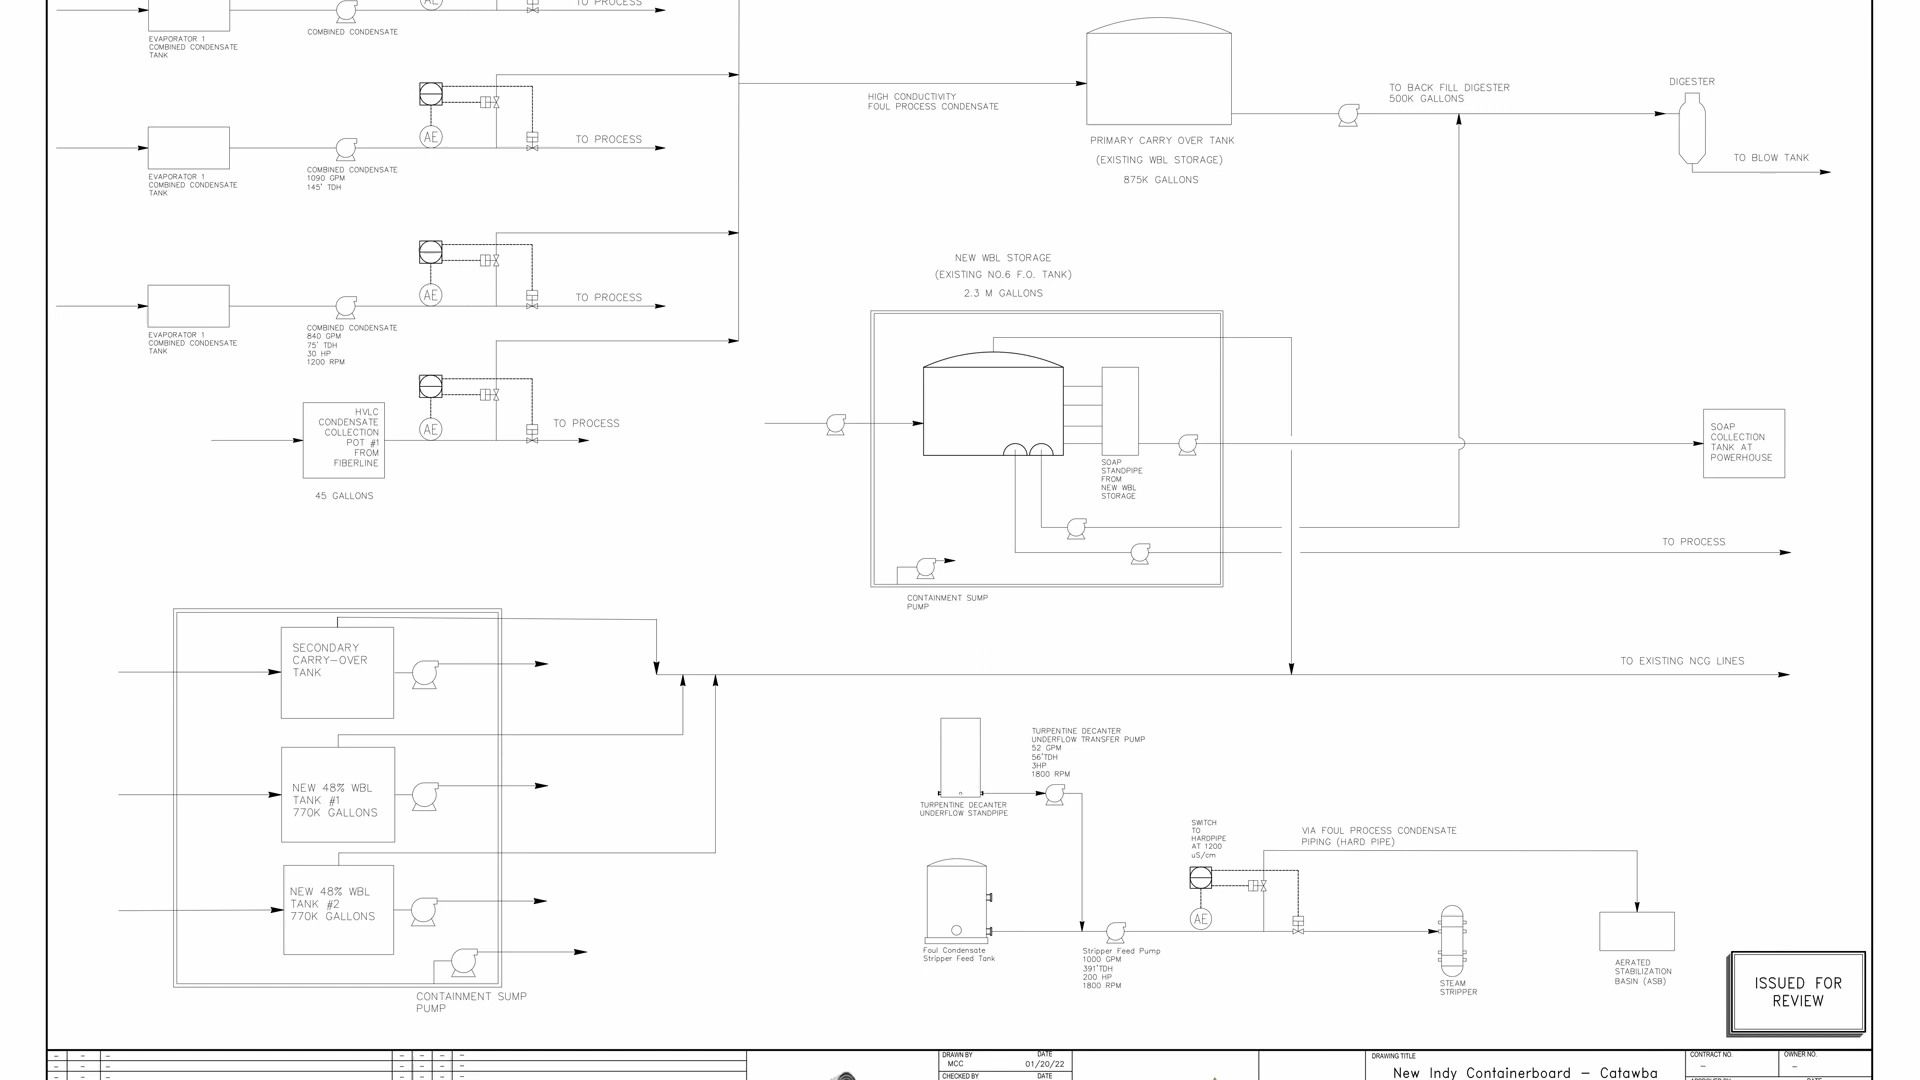 TO PROCESS
AE
COMBINED CONDENSATE
EVAPORATOR 1
COMBINED CONDENSATE
TANK
AE
TO PROCESS
COMBINED CONDENSATE
1090 GPM
145' TDH
EVAPORATOR 1
COMBINED CONDENSATE
TANK
AE
TO PROCESS
COMBINED CONDENSATE
840 GPM
75' TDH
30 HP
1200 RPM
EVAPORATOR 1
COMBINED CONDENSATE
TANK
HVLC
CONDENSATE
COLLECTION
POT #1
FROM
FIBERLINE
AE
TO PROCESS
45 GALLONS
HIGH CONDUCTIVITY
FOUL PROCESS CONDENSATE
PRIMARY CARRY OVER TANK
(EXISTING WBL STORAGE)
875K GALLONS
TO BACK FILL DIGESTER
500K GALLONS
DIGESTER
TO BLOW TANK
NEW WBL STORAGE
(EXISTING NO.6 F.O. TANK)
2.3 M GALLONS
SOAP
STANDPIPE
FROM
NEW WBL
STORAGE
SOAP
COLLECTION
TANK AT
POWERHOUSE
TO PROCESS
CONTAINMENT SUMP
PUMP
SECONDARY
CARRY-OVER
TANK
TO EXISTING NCG LINES
NEW 48% WBL
TANK #1
770K GALLONS
NEW 48% WBL
TANK #2
770K GALLONS
CONTAINMENT SUMP
PUMP
TURPENTINE DECANTER
UNDERFLOW TRANSFER PUMP
52 GPM
56'TDH
3HP
1800 RPM
TURPENTINE DECANTER
UNDERFLOW STANDPIPE
SWITCH
TO
HARDPIPE
AT 1200
uS/cm
VIA FOUL PROCESS CONDENSATE
PIPING (HARD PIPE)
AE
Foul Condensate
Stripper Feed Tank
Stripper Feed Pump
1000 GPM
391'TDH
200 HP
1800 RPM
STEAM
STRIPPER
AERATED
STABILIZATION
BASIN (ASB)
ISSUED FOR
REVIEW
DRAWN BY
MCC
DATE
01/20/22
CHECKED BY
DATE
DRAWING TITLE
New Indy Containerboard - Catawba
CONTRACT NO.
OWNER NO.